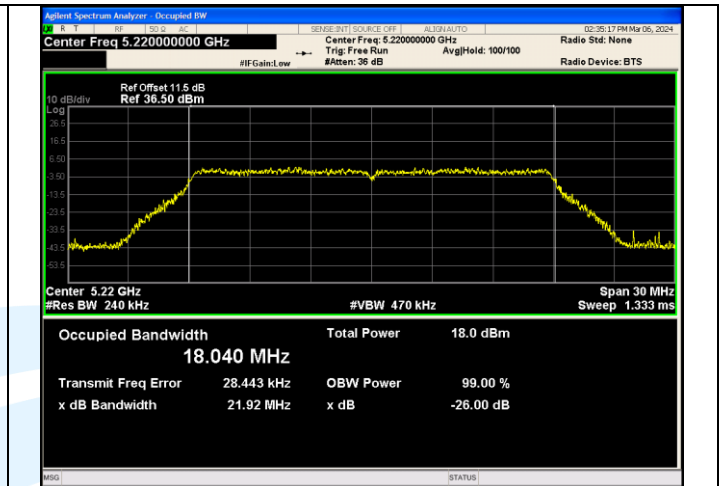 Agilent Spectrum Analyzer - Occupied BW
R T RF 50 Ω AC SENSE:INT SOURCE OFF ALIGNAUTO 02:35:17 PM Mar 06, 2024
Center Freq 5.220000000 GHz Center Freq: 5.220000000 GHz Radio Std: None
Trig: Free Run Avg|Hold: 100/100
#IFGain:Low #Atten: 36 dB Radio Device: BTS
Ref Offset 11.5 dB
10 dB/div Ref 36.50 dBm
Log
26.5
16.5
6.50
-3.50
-13.5
-23.5
-33.5
-43.5
-53.5
Center 5.22 GHz Span 30 MHz
#Res BW 240 kHz #VBW 470 kHz Sweep 1.333 ms
Occupied Bandwidth Total Power 18.0 dBm
18.040 MHz
Transmit Freq Error 28.443 kHz OBW Power 99.00 %
x dB Bandwidth 21.92 MHz x dB -26.00 dB
MSG STATUS